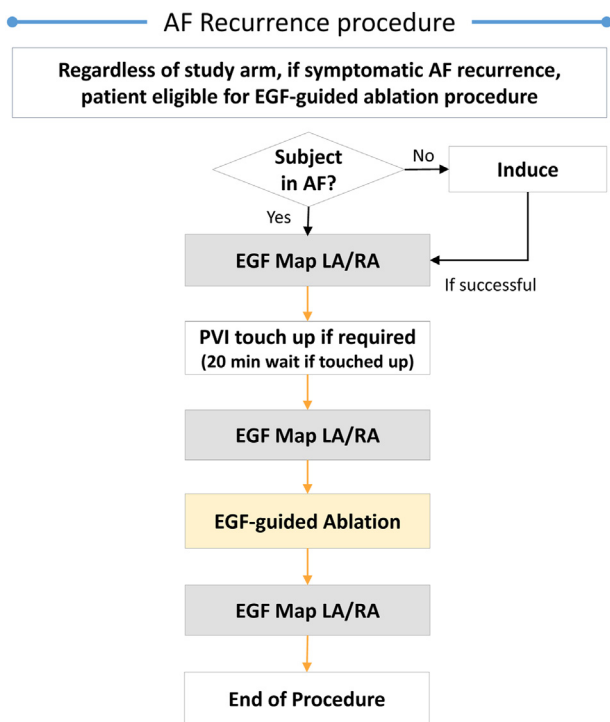 AF Recurrence procedure
Regardless of study arm, if symptomatic AF recurrence,
patient eligible for EGF-guided ablation procedure
Subject
in AF?
No
Induce
Yes
EGF Map LA/RA
If successful
PVI touch up if required
(20 min wait if touched up)
EGF Map LA/RA
EGF-guided Ablation
EGF Map LA/RA
End of Procedure